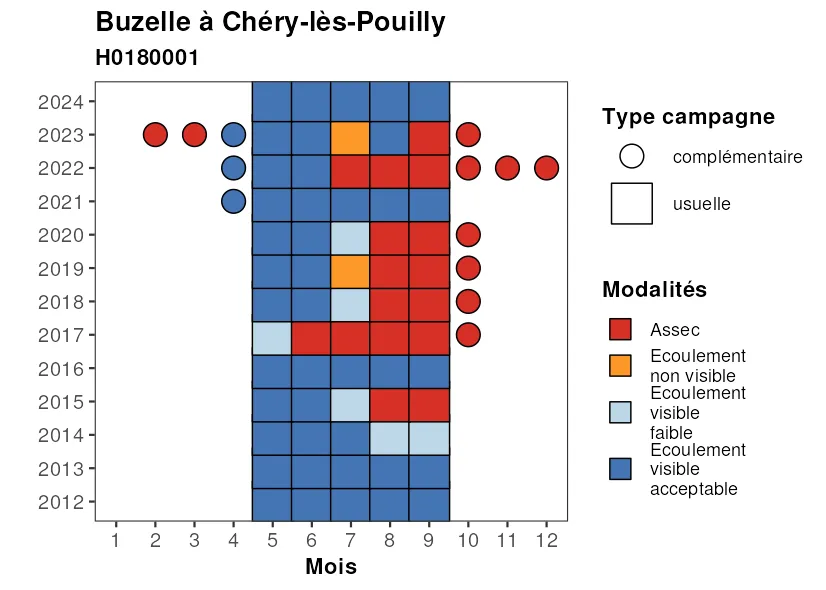 Buzelle à Chéry-lès-Pouilly
H0180001
2024
2023
2022
2021
2020
2019
2018
2017
2016
2015
2014
2013
2012
1 2 3 4 5 6 7 8 9 10 11 12
Mois
Type campagne
complémentaire
usuelle
Modalités
Assec
Ecoulement
non visible
Ecoulement
visible
faible
Ecoulement
visible
acceptable